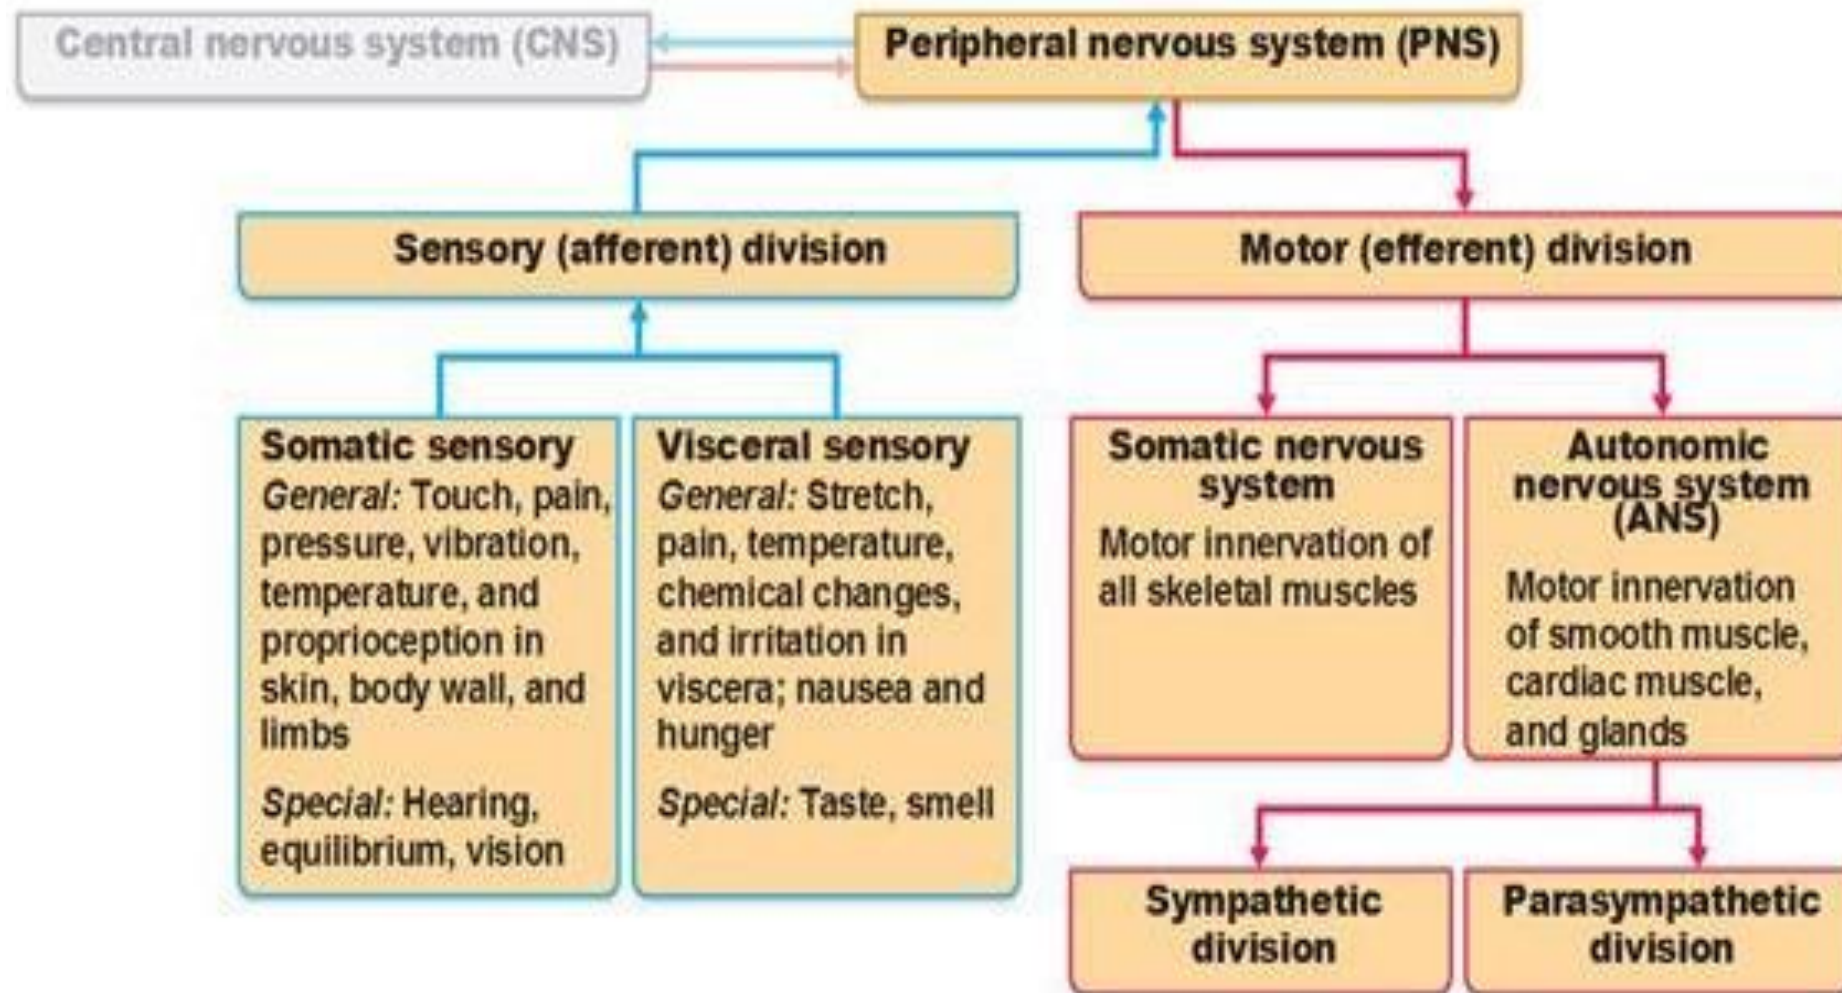 Central nervous system (CNS)
Peripheral nervous system (PNS)
Sensory (afferent) division
Motor (efferent) division
Somatic sensory
General: Touch, pain,
pressure, vibration,
temperature, and
proprioception in
skin, body wall, and
limbs
Special: Hearing,
equilibrium, vision
Visceral sensory
General: Stretch,
pain, temperature,
chemical changes,
and irritation in
viscera; nausea and
hunger
Special: Taste, smell
Somatic nervous
system
Motor innervation of
all skeletal muscles
Autonomic
nervous system
(ANS)
Motor innervation
of smooth muscle,
cardiac muscle,
and glands
Sympathetic
division
Parasympathetic
division